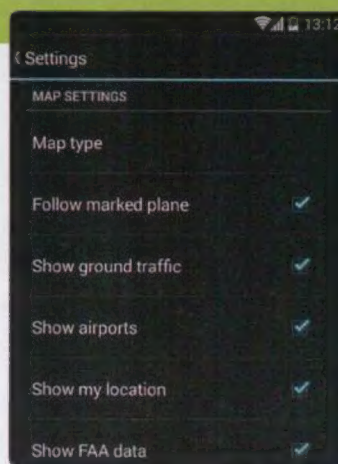 13:12
Settings
MAP SETTINGS
Map type
Follow marked plane
Show ground traffic
Show airports
Show my location
Show FAA data